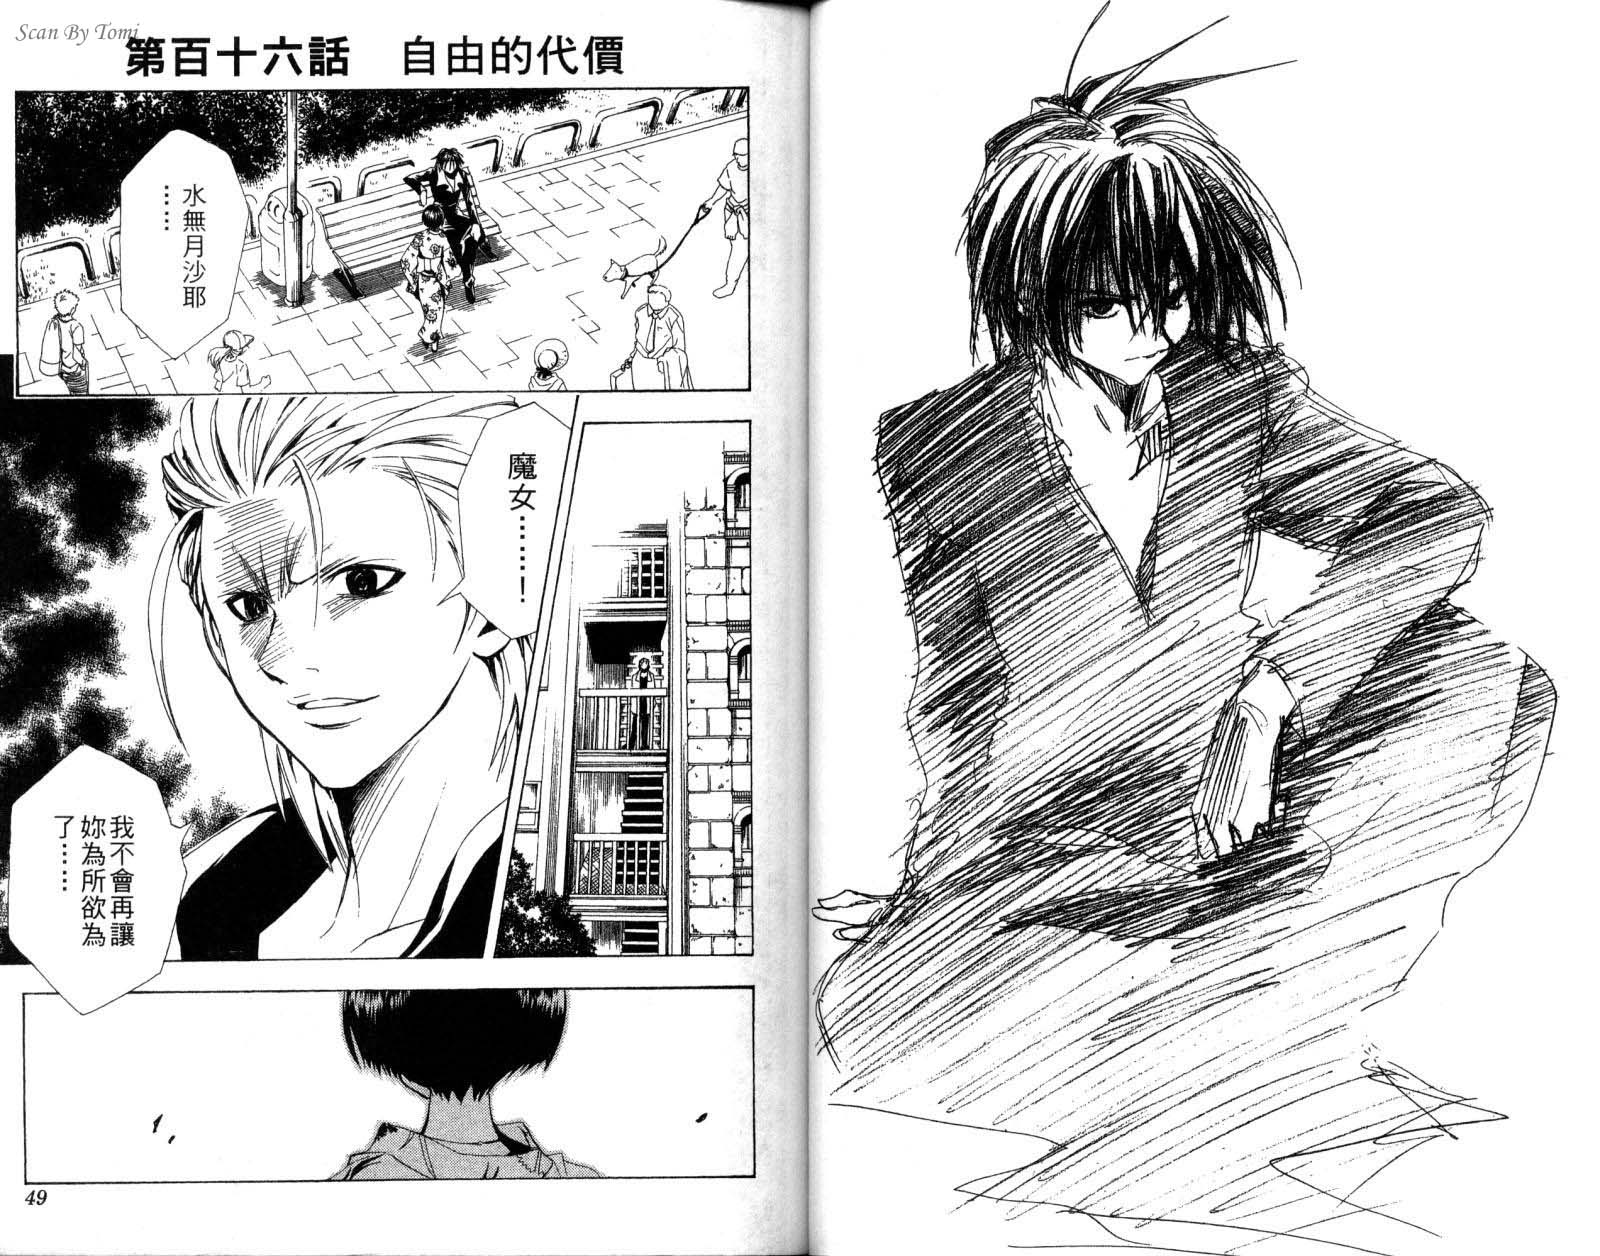 Scan By Tomi
第百十六話　自由的代價
水無月沙耶
⋯⋯
魔女⋯⋯⋯！
我不會再讓
妳為所欲為
了⋯⋯⋯
49